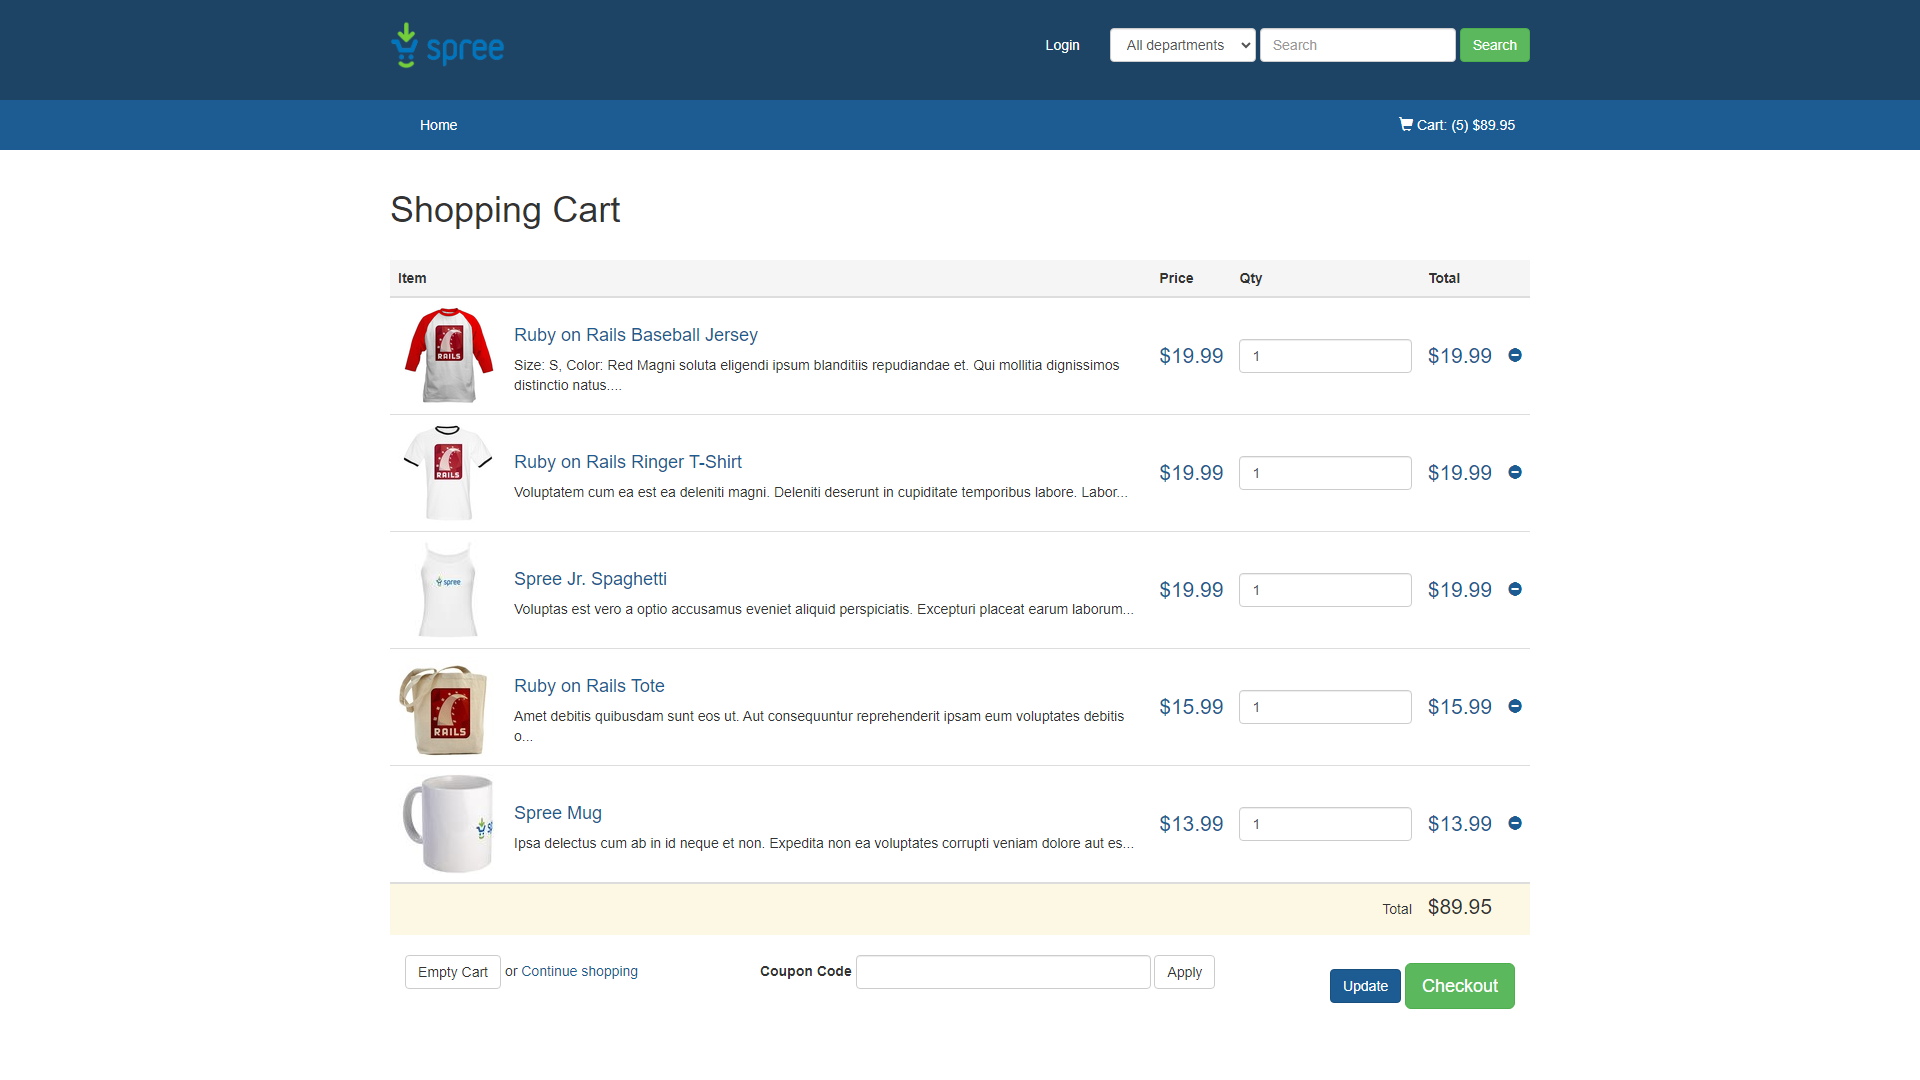 spree
Login
All departments
Search
Search
Home
Cart: (5) $89.95
Shopping Cart
Item Price Qty Total
RAILS
Ruby on Rails Baseball Jersey
Size: S, Color: Red Magni soluta eligendi ipsum blanditiis repudiandae et. Qui mollitia dignissimos
distinctio natus....
$19.99 1 $19.99
RAILS
Ruby on Rails Ringer T-Shirt
Voluptatem cum ea est ea deleniti magni. Deleniti deserunt in cupiditate temporibus labore. Labor...
$19.99 1 $19.99
spree
Spree Jr. Spaghetti
Voluptas est vero a optio accusamus eveniet aliquid perspiciatis. Excepturi placeat earum laborum...
$19.99 1 $19.99
RAILS
Ruby on Rails Tote
Amet debitis quibusdam sunt eos ut. Aut consequuntur reprehenderit ipsam eum voluptates debitis
o...
$15.99 1 $15.99
Spree Mug
Ipsa delectus cum ab in id neque et non. Expedita non ea voluptates corrupti veniam dolore aut es...
$13.99 1 $13.99
Total $89.95
Empty Cart or Continue shopping
Coupon Code
Apply
Update
Checkout